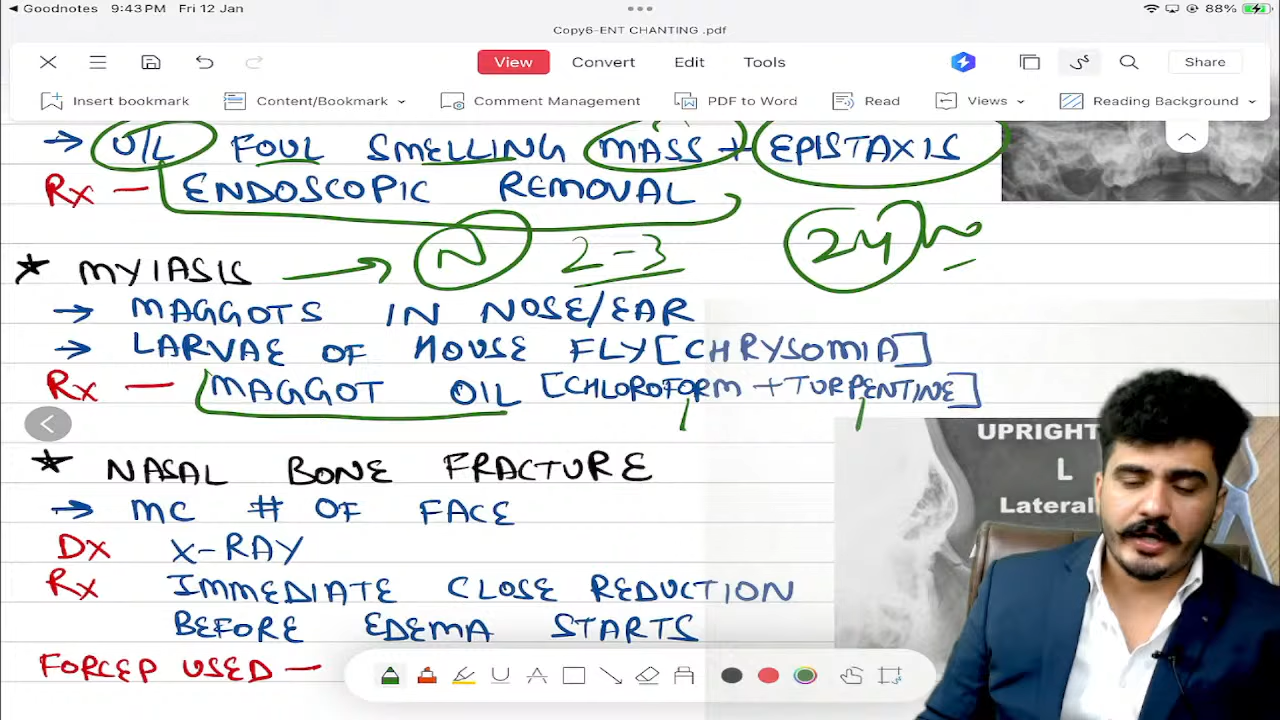 Goodnotes 9:43 PM Fri 12 Jan 88%
Copy6-ENT CHANTING .pdf
View Convert Edit Tools Share
Insert bookmark Content/Bookmark Comment Management PDF to Word Read Views Reading Background
→ U/L FOUL SMELLING MASS + EPISTAXIS
Rx — ENDOSCOPIC REMOVAL
★ MYIASIS → N 2-3 24
→ MAGGOTS IN NOSE/EAR
→ LARVAE OF HOUSE FLY [CHRYSOMIA]
Rx — MAGGOT OIL [CHLOROFORM + TURPENTINE]
★ NASAL BONE FRACTURE
→ MC # OF FACE
Dx X-RAY
Rx IMMEDIATE CLOSE REDUCTION
BEFORE EDEMA STARTS
FORCEP USED —
UPRIGHT
L
Lateral